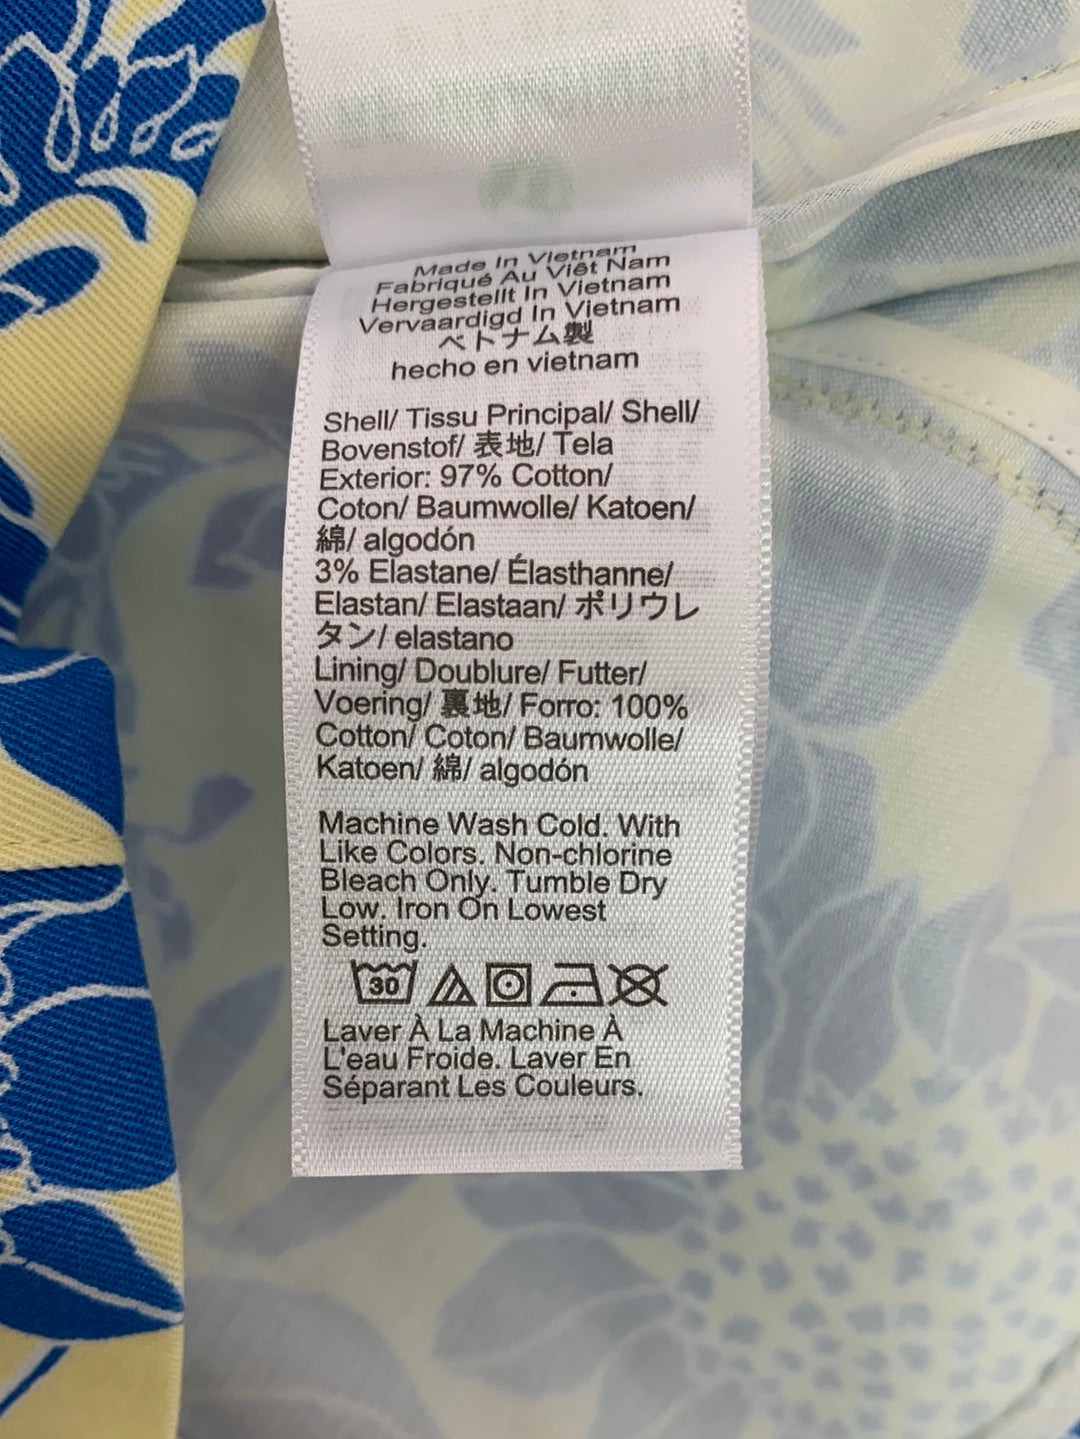 Made In Vietnam
Fabriqué Au Viêt Nam
Hergestellt In Vietnam
Vervaardigd In Vietnam
ベトナム製
hecho en vietnam
Shell/ Tissu Principal/ Shell/
Bovenstof/ 表地/ Tela
Exterior: 97% Cotton/
Coton/ Baumwolle/ Katoen/
綿/ algodón
3% Elastane/ Élasthanne/
Elastan/ Elastaan/ ポリウレ
タン/ elastano
Lining/ Doublure/ Futter/
Voering/ 裏地/ Forro: 100%
Cotton/ Coton/ Baumwolle/
Katoen/ 綿/ algodón
Machine Wash Cold. With
Like Colors. Non-chlorine
Bleach Only. Tumble Dry
Low. Iron On Lowest
Setting.
30
Laver À La Machine À
L'eau Froide. Laver En
Séparant Les Couleurs.